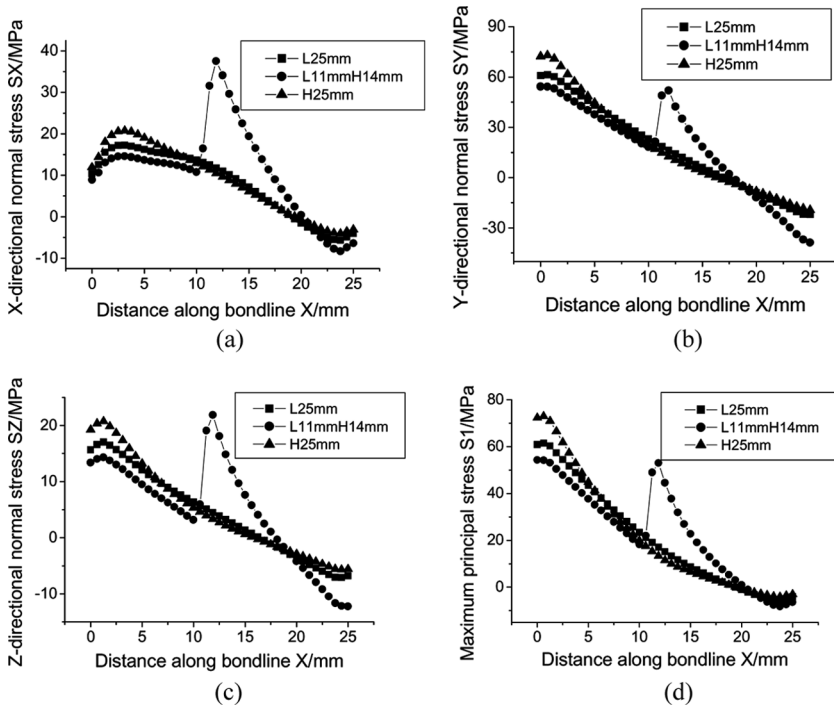 (a)
X-directional normal stress SX/MPa
40
30
20
10
0
-10
L25mm
L11mmH14mm
H25mm
0 5 10 15 20 25
Distance along bondline X/mm
(a)
Y-directional normal stress SY/MPa
90
60
30
0
-30
L25mm
L11mmH14mm
H25mm
0 5 10 15 20 25
Distance along bondline X/mm
(b)
Z-directional normal stress SZ/MPa
20
10
0
-10
L25mm
L11mmH14mm
H25mm
0 5 10 15 20 25
Distance along bondline X/mm
(c)
Maximum principal stress S1/MPa
80
60
40
20
0
L25mm
L11mmH14mm
H25mm
0 5 10 15 20 25
Distance along bondline X/mm
(d)